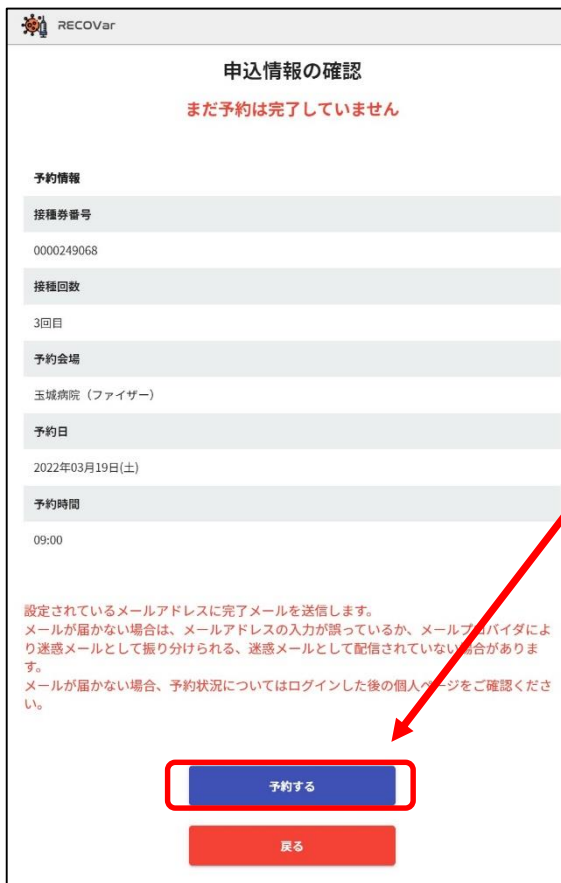 RECOVar
申込情報の確認
まだ予約は完了していません
予約情報
接種券番号
0000249068
接種回数
3回目
予約会場
玉城病院（ファイザー）
予約日
2022年03月19日(土)
予約時間
09:00
設定されているメールアドレスに完了メールを送信します。
メールが届かない場合は、メールアドレスの入力が誤っているか、メールプロバイダによ
り迷惑メールとして振り分けられる、迷惑メールとして配信されていない場合がありま
す。
メールが届かない場合、予約状況についてはログインした後の個人ページをご確認くださ
い。
予約する
戻る